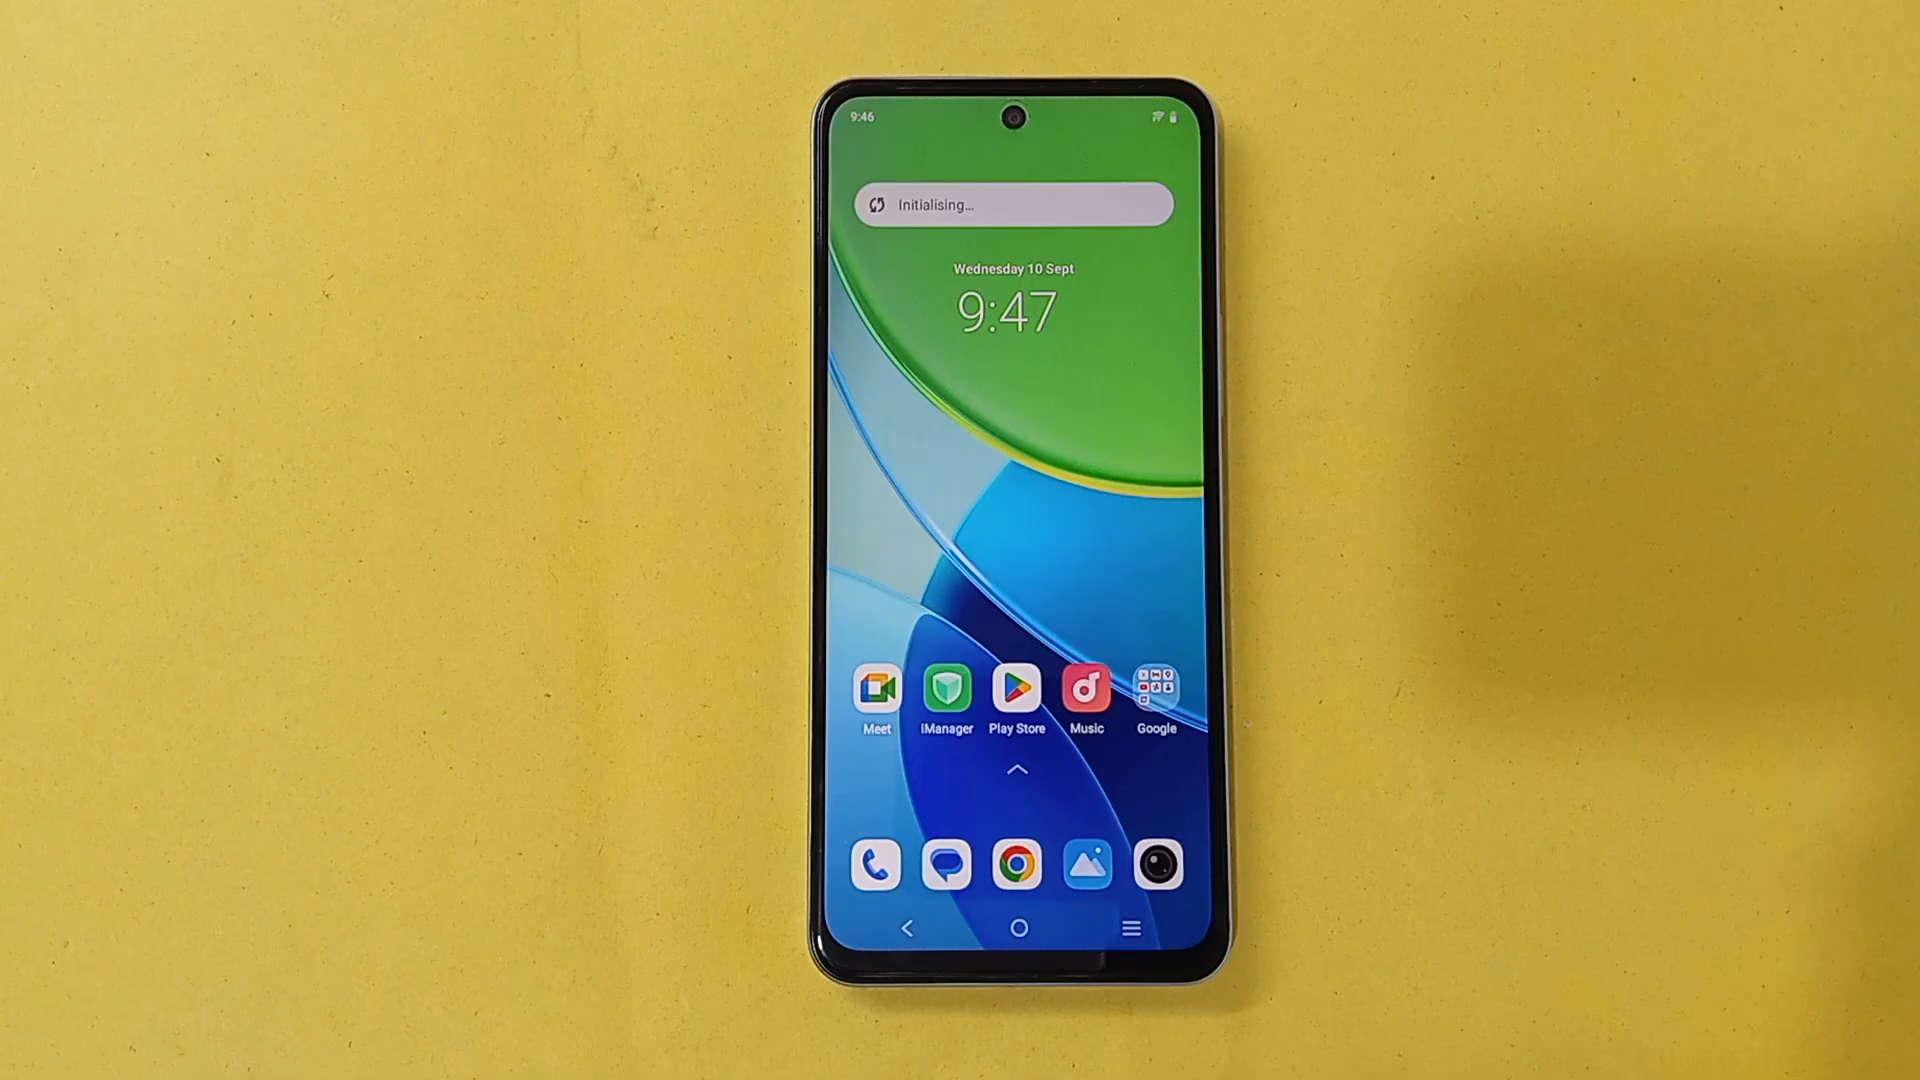 9:46
Initialising...
Wednesday 10 Sept
9:47
Meet
iManager
Play Store
Music
Google